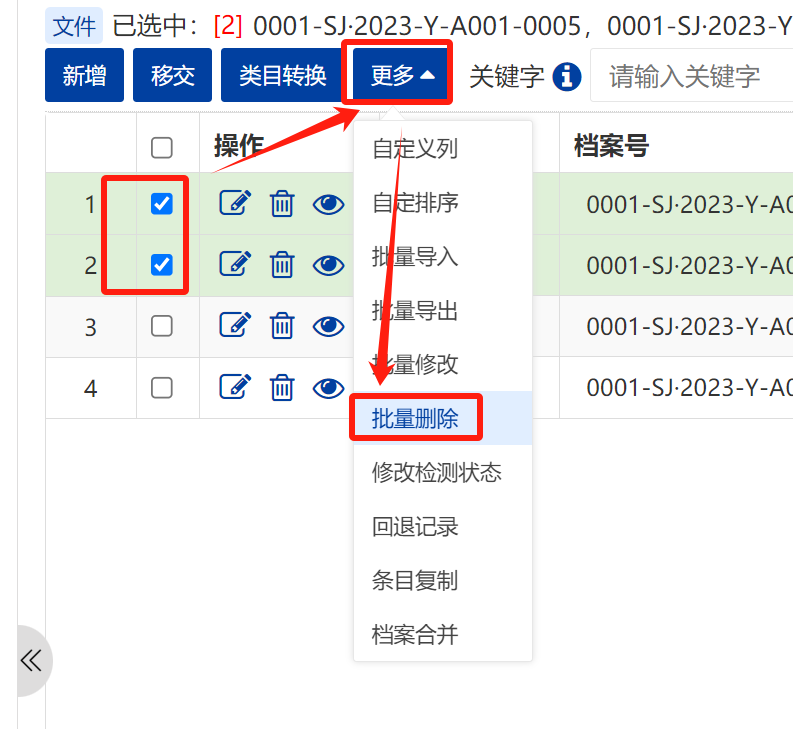 文件 已选中：[2] 0001-SJ·2023-Y-A001-0005，0001-SJ·2023-Y
新增 移交 类目转换 更多 关键字 请输入关键字
操作 档案号
1 0001-SJ·2023-Y-A0
2 0001-SJ·2023-Y-A0
3 0001-SJ·2023-Y-A0
4 0001-SJ·2023-Y-A0
自定义列
自定排序
批量导入
批量导出
批量修改
批量删除
修改检测状态
回退记录
条目复制
档案合并